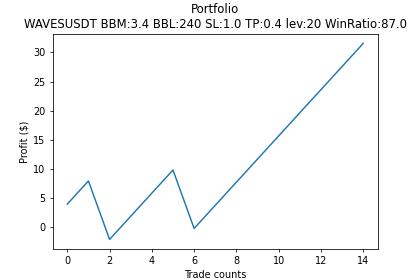 Portfolio
WAVESUSDT BBM:3.4 BBL:240 SL:1.0 TP:0.4 lev:20 WinRatio:87.0
Profit ($)
30
25
20
15
10
5
0
0 2 4 6 8 10 12 14
Trade counts